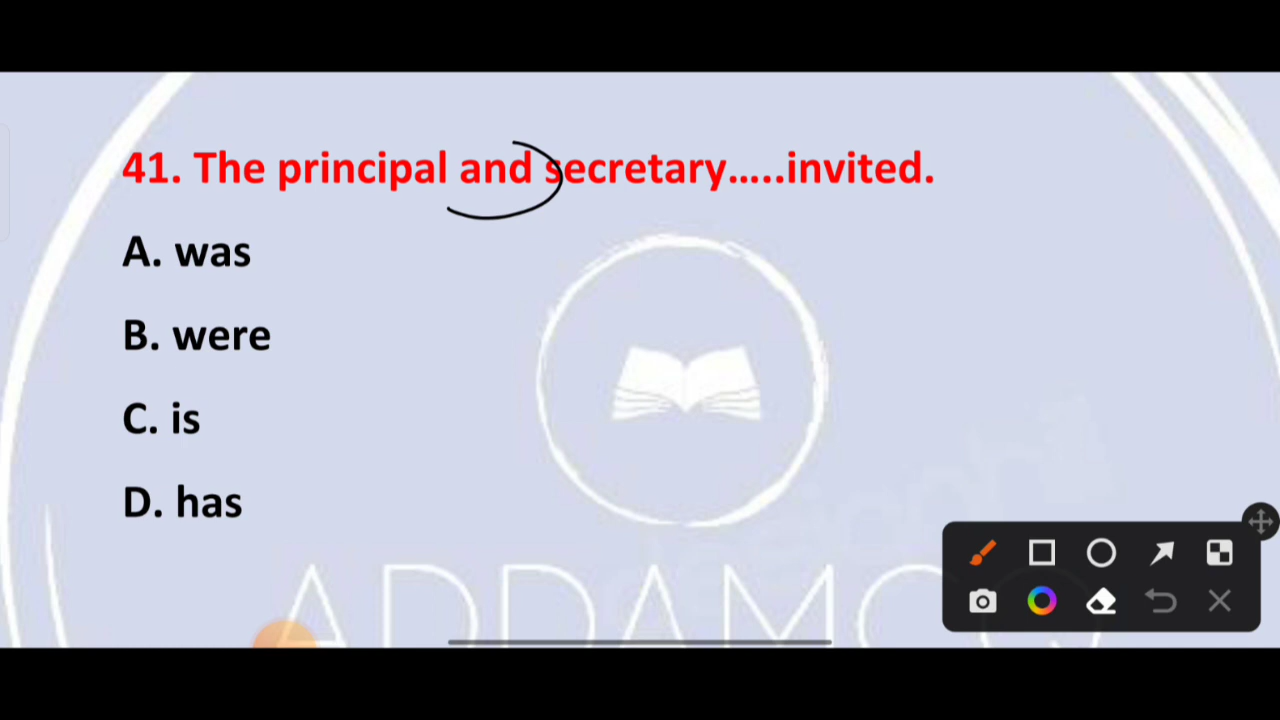 41. The principal and secretary.....invited.
A. was
B. were
C. is
D. has